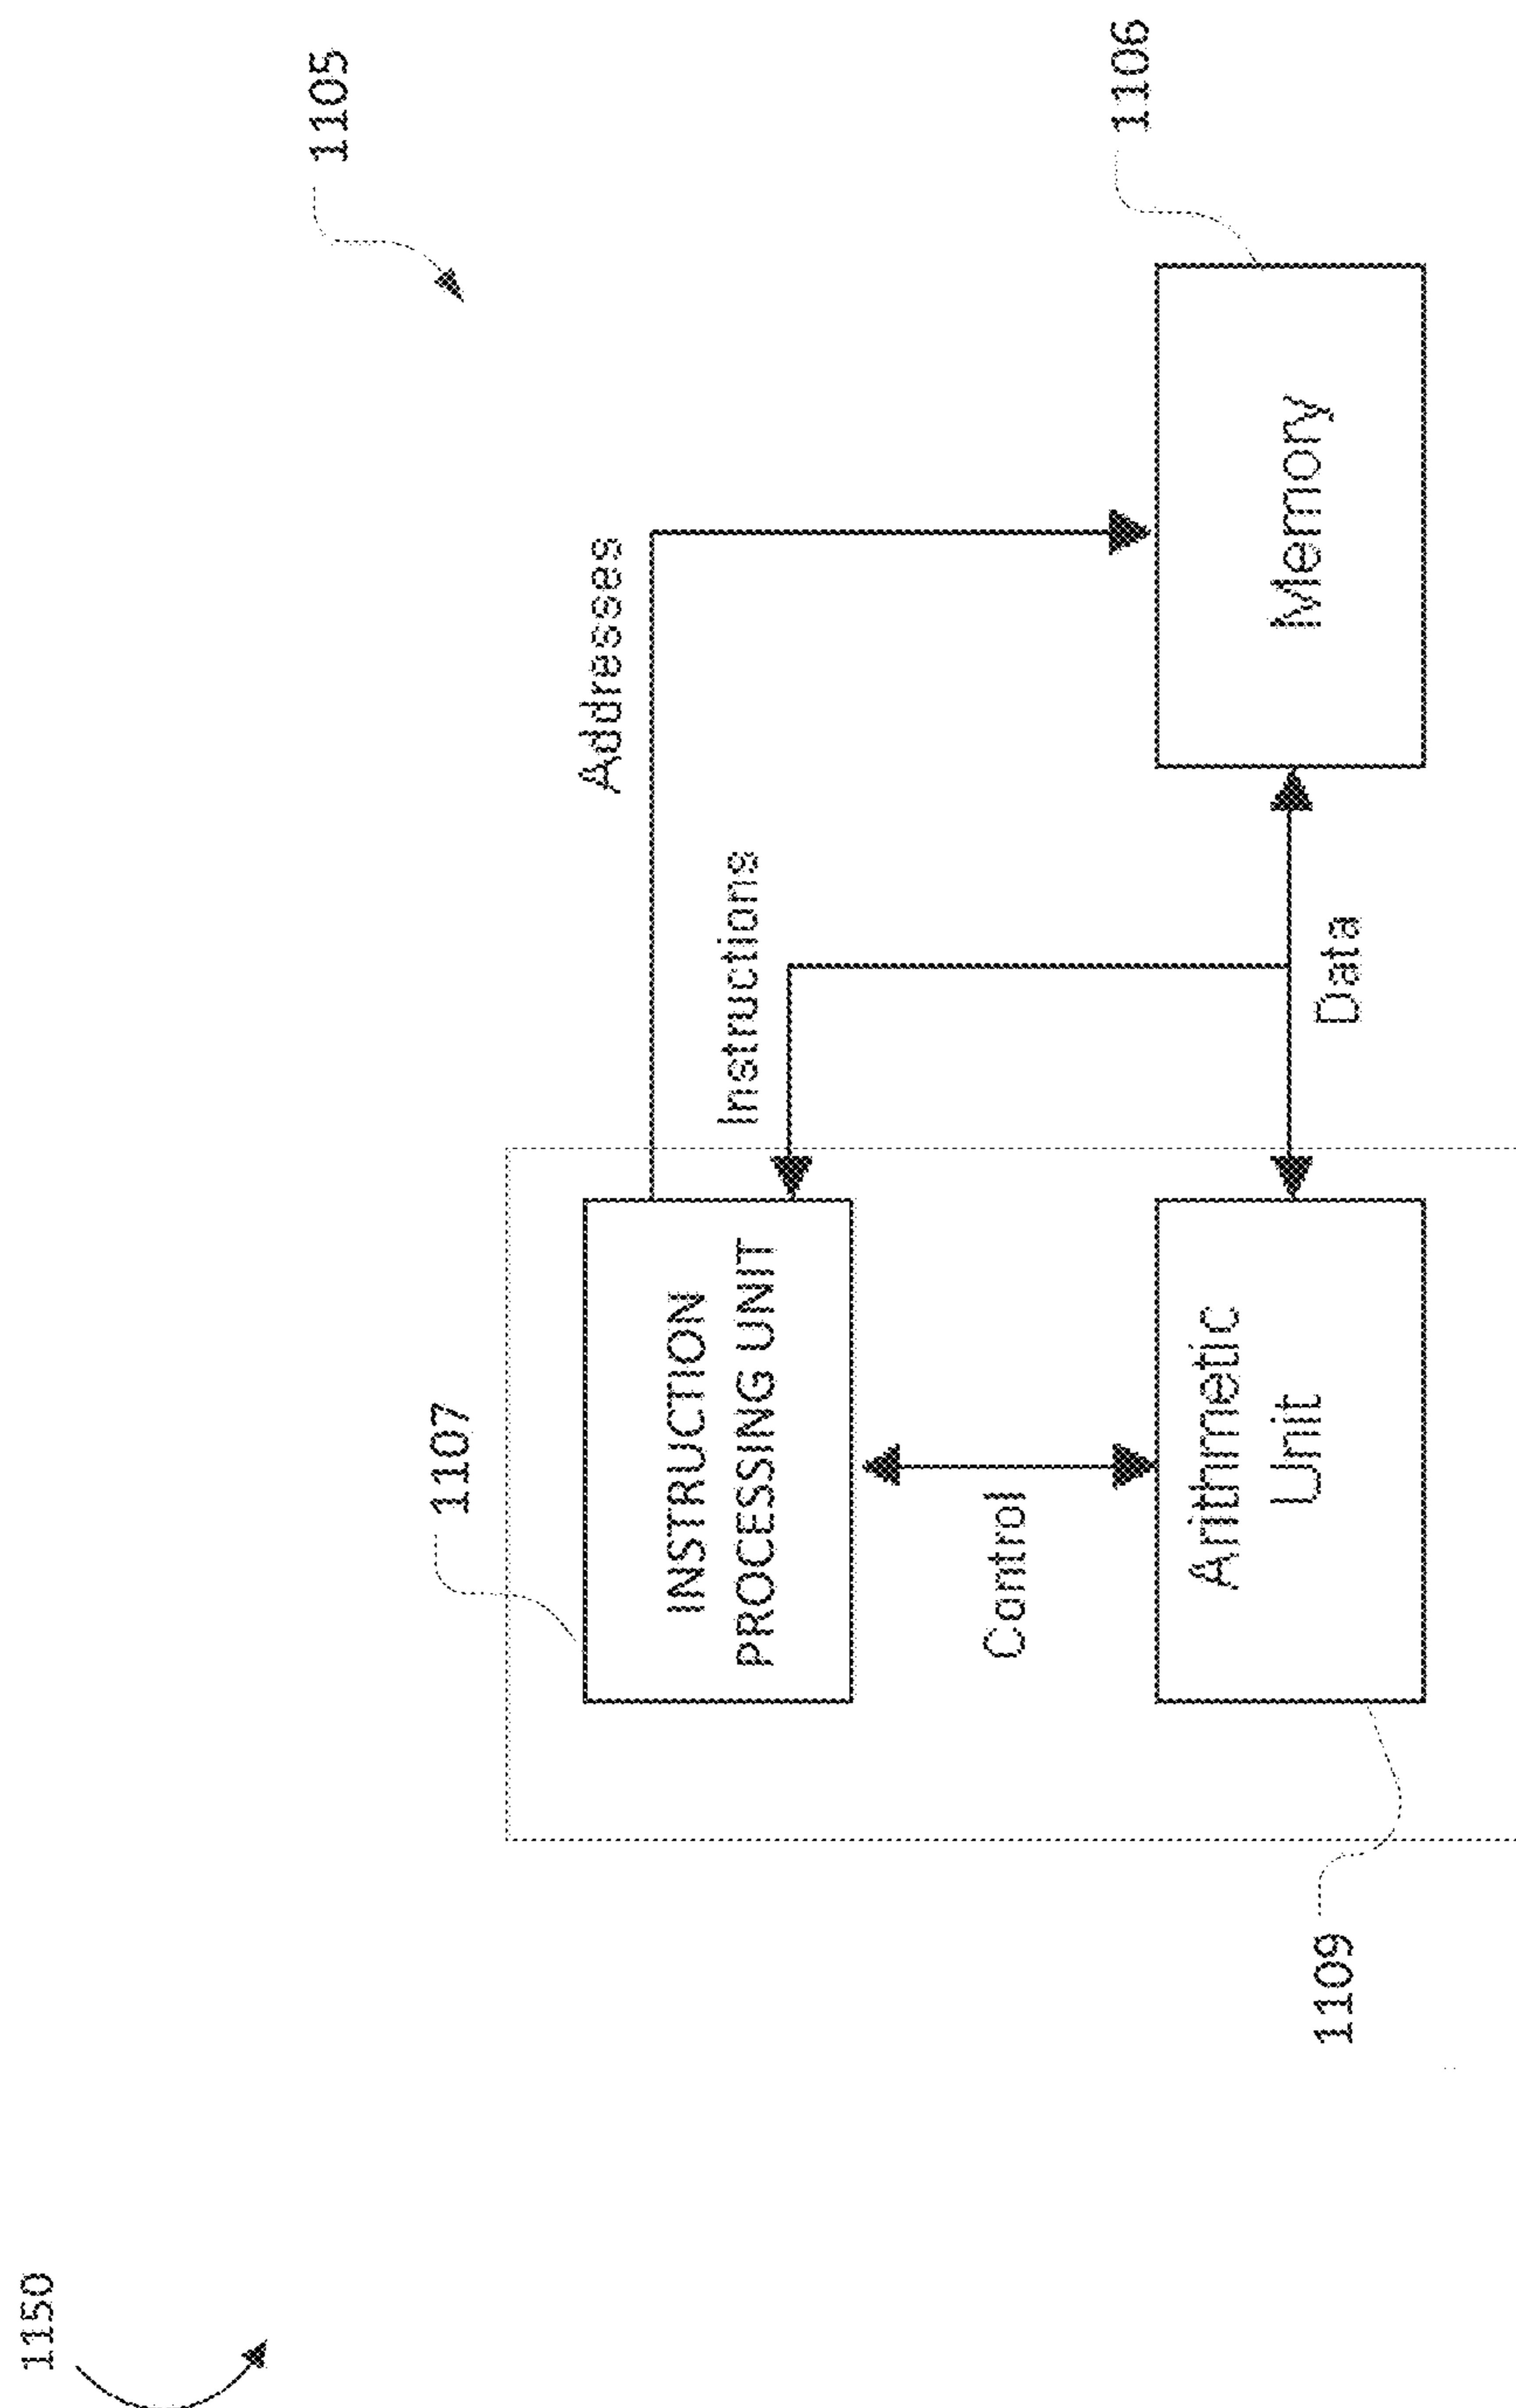 1150
1105
1107
Addresses
INSTRUCTION
PROCESSING UNIT
Instructions
Control
1106
Arithmetic
Unit
Data
Memory
1109